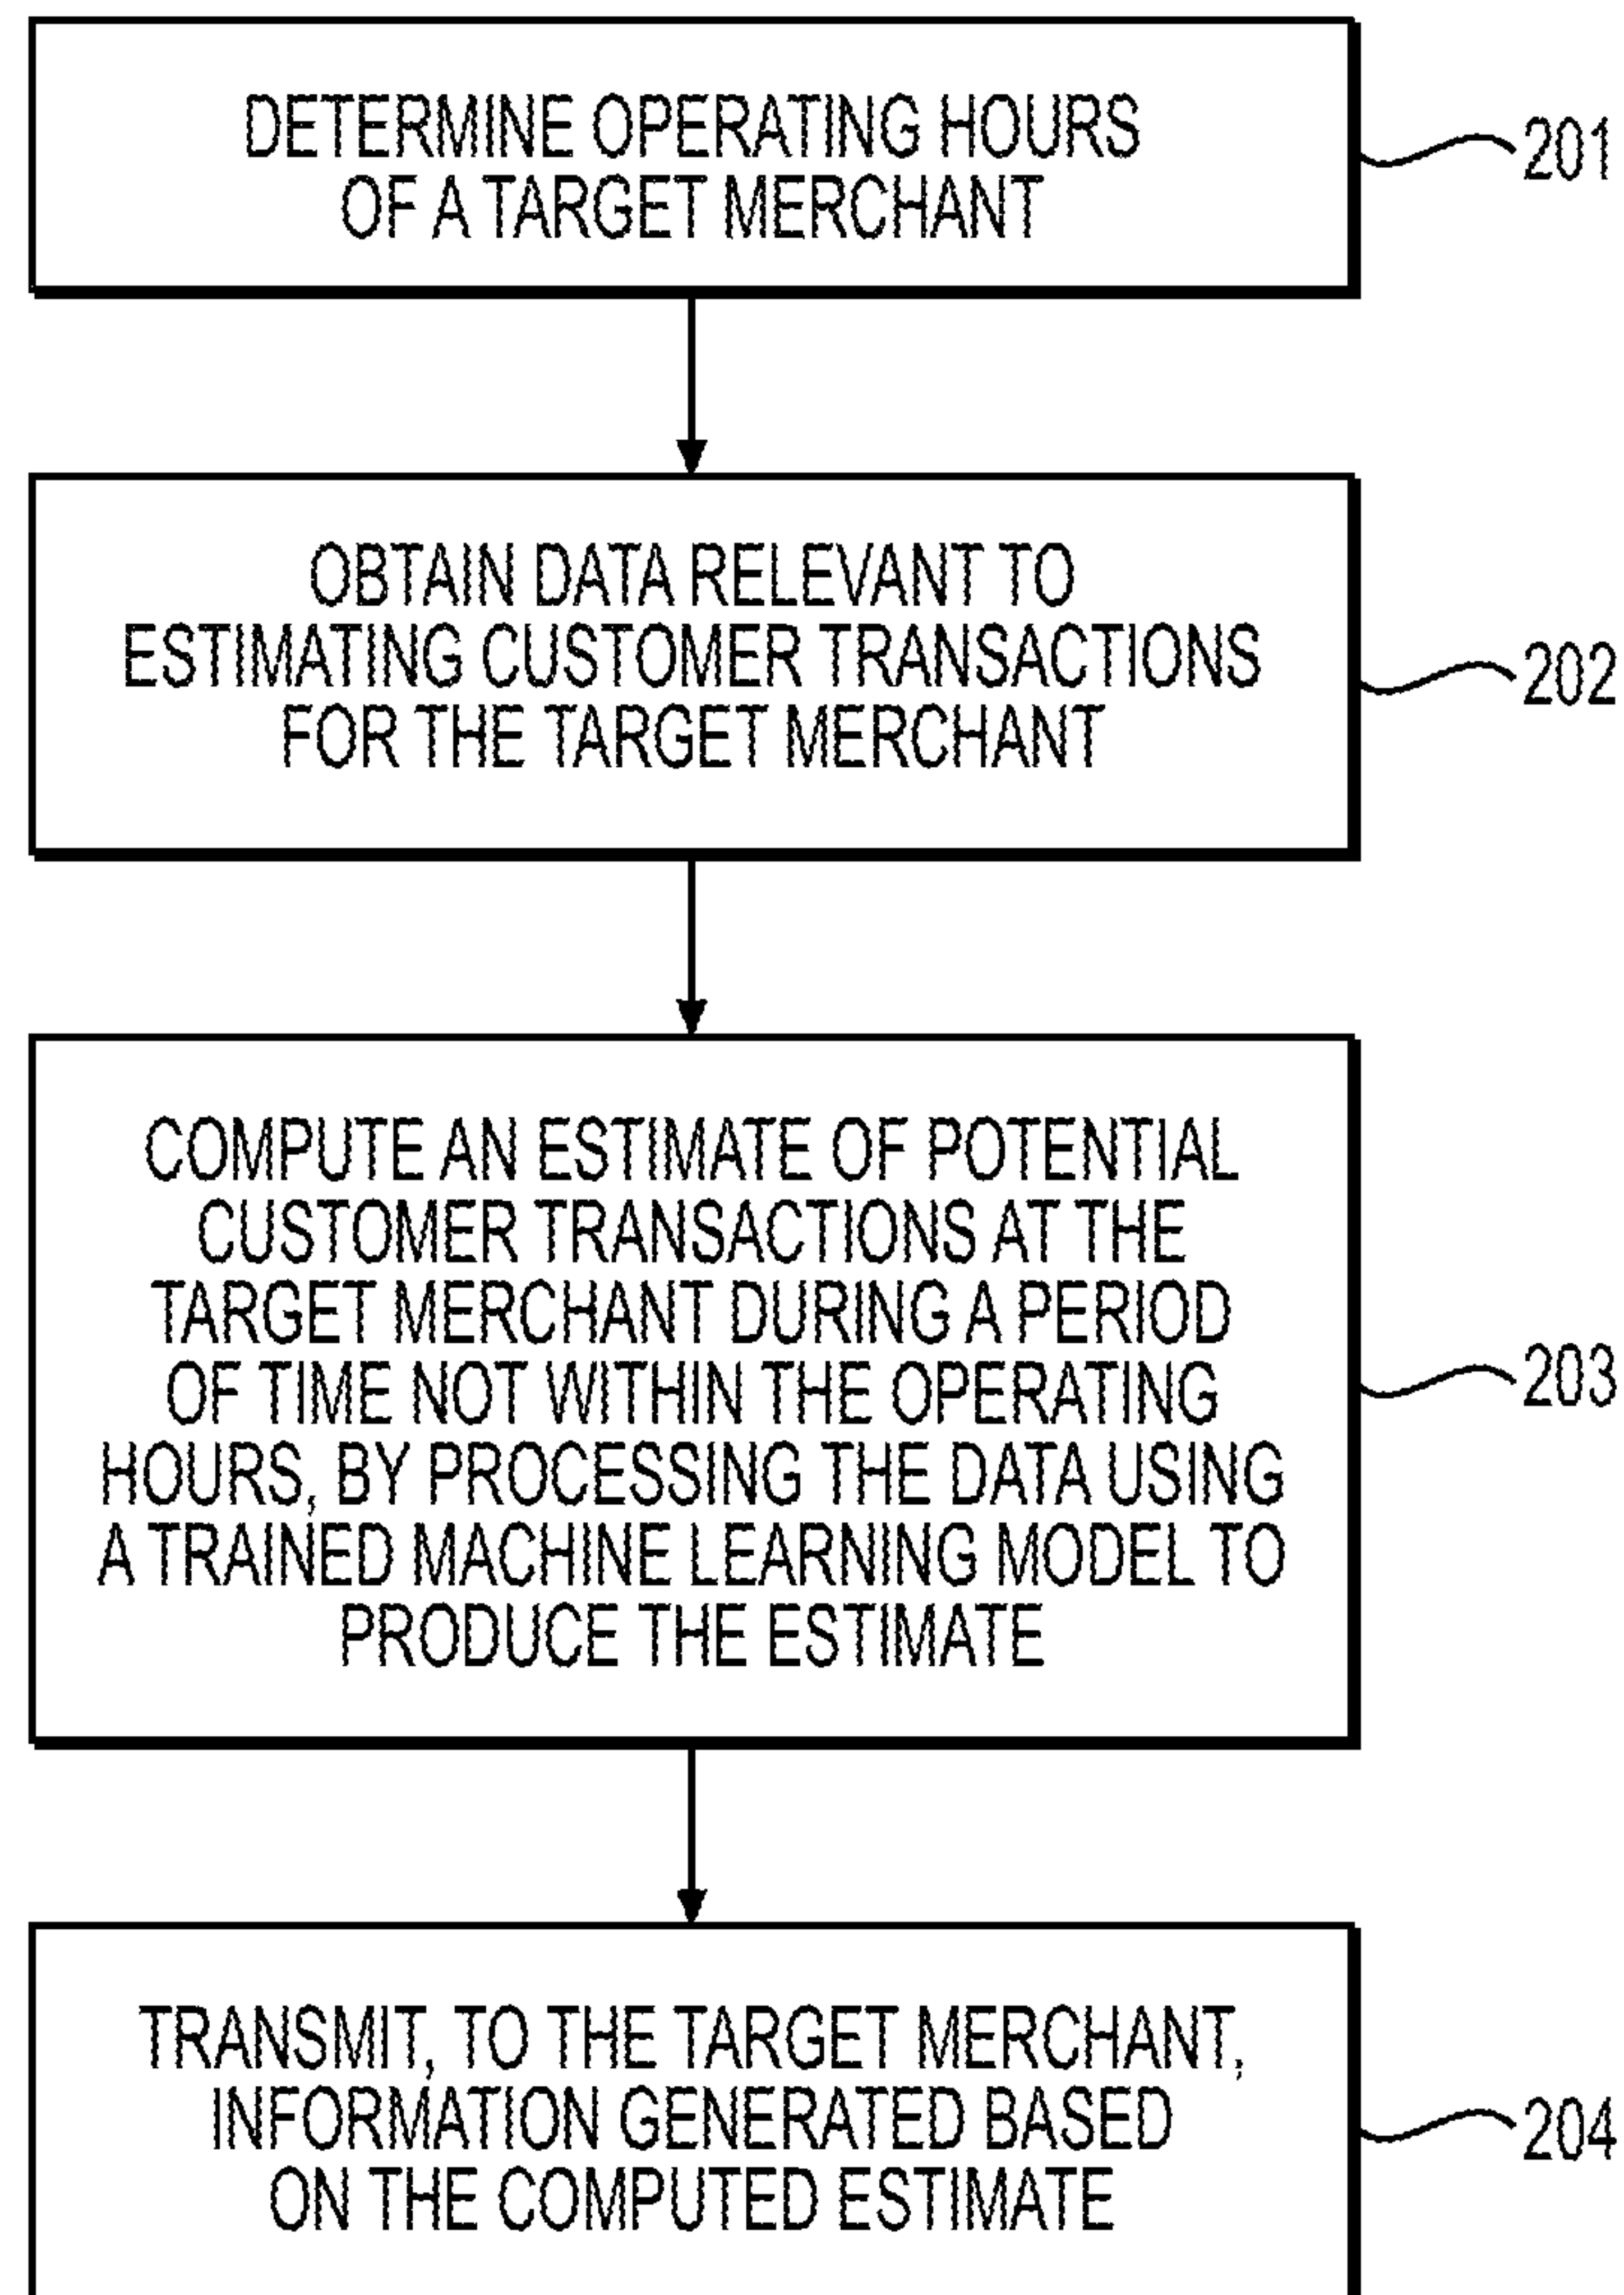 DETERMINE OPERATING HOURS
OF A TARGET MERCHANT
201
OBTAIN DATA RELEVANT TO
ESTIMATING CUSTOMER TRANSACTIONS
FOR THE TARGET MERCHANT
202
COMPUTE AN ESTIMATE OF POTENTIAL
CUSTOMER TRANSACTIONS AT THE
TARGET MERCHANT DURING A PERIOD
OF TIME NOT WITHIN THE OPERATING
HOURS, BY PROCESSING THE DATA USING
A TRAINED MACHINE LEARNING MODEL TO
PRODUCE THE ESTIMATE
203
TRANSMIT, TO THE TARGET MERCHANT,
INFORMATION GENERATED BASED
ON THE COMPUTED ESTIMATE
204